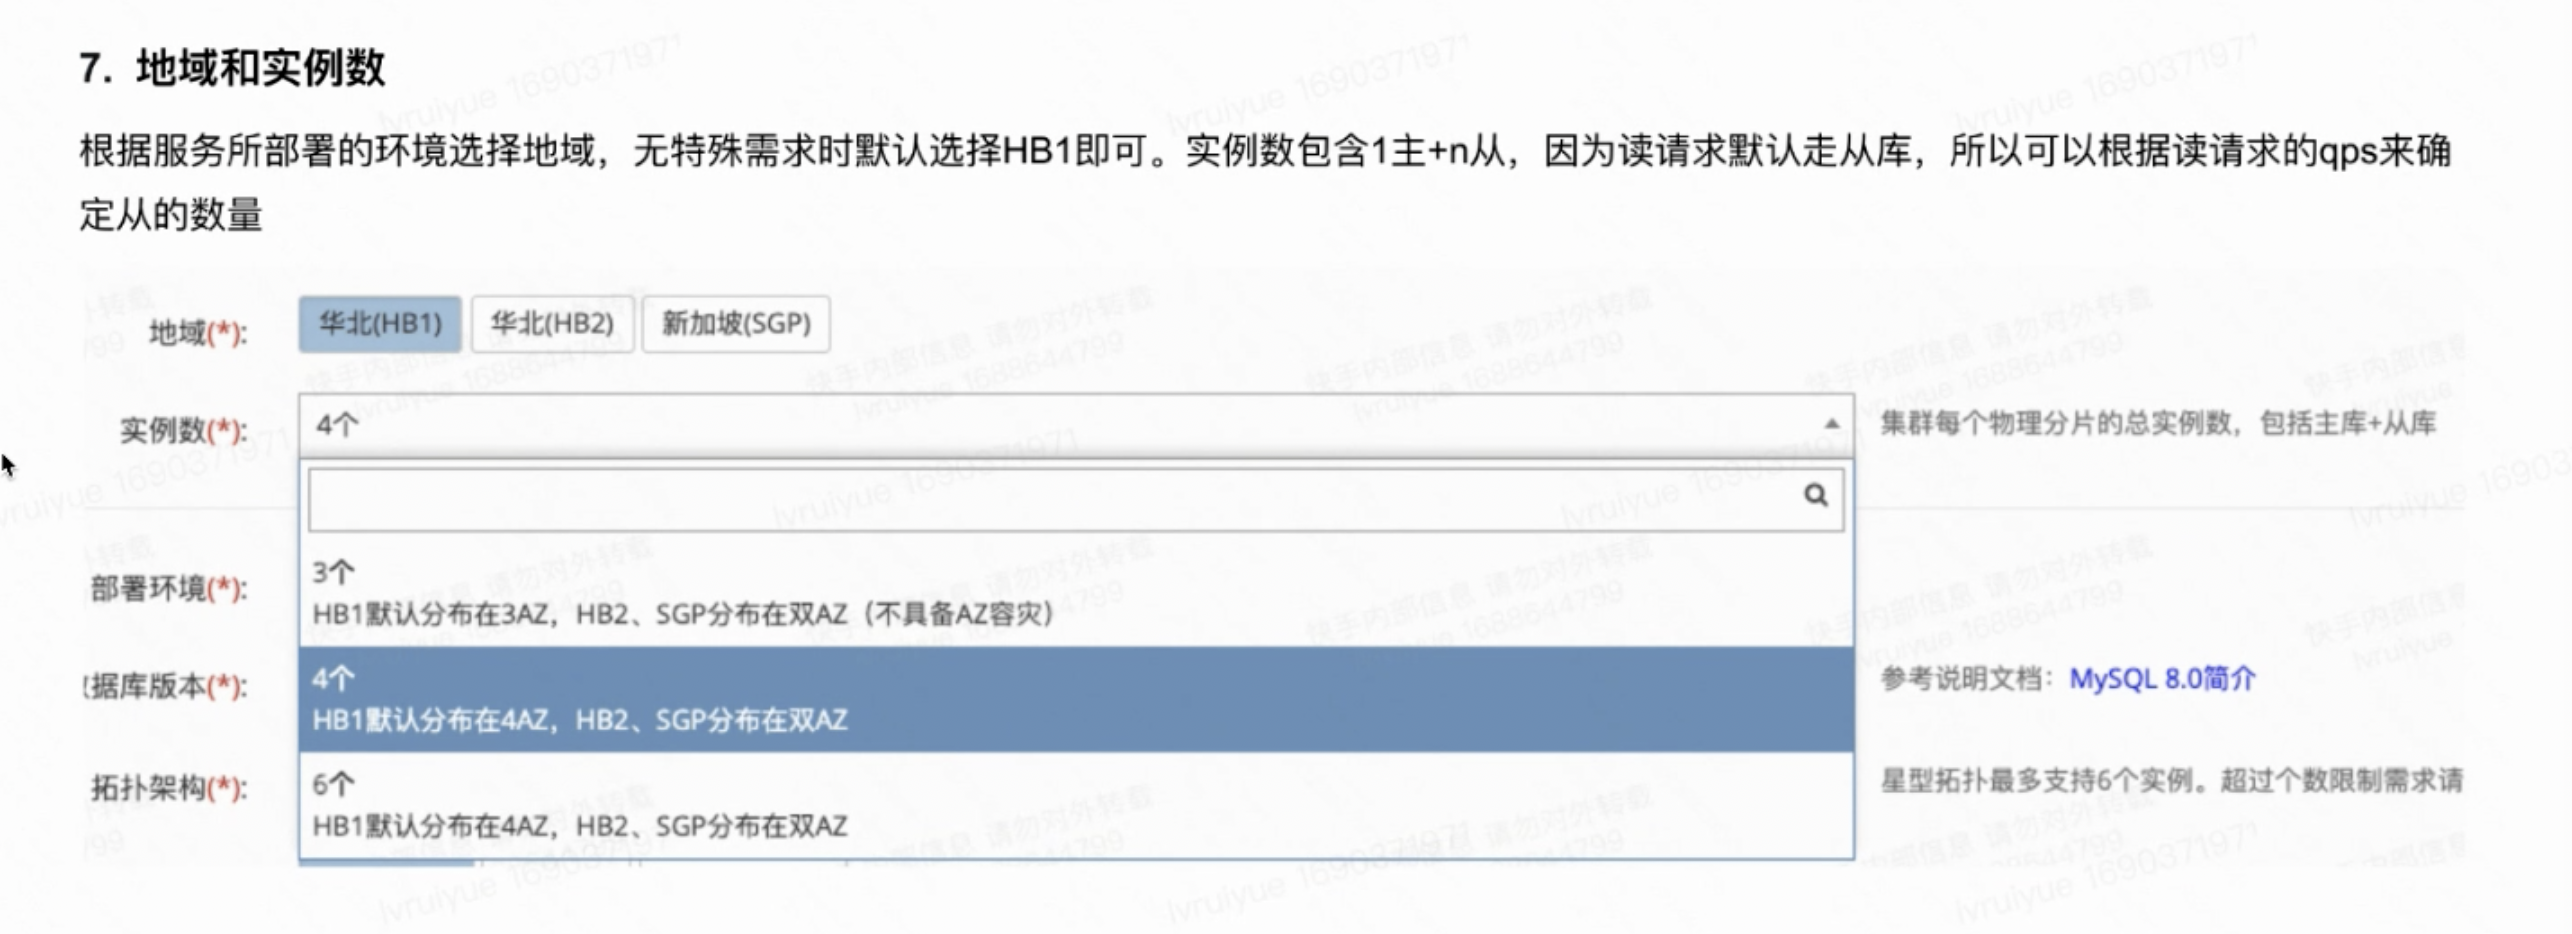 7. 地域和实例数
根据服务所部署的环境选择地域，无特殊需求时默认选择HB1即可。实例数包含1主+n从，因为读请求默认走从库，所以可以根据读请求的qps来确
定从的数量
地域(*): 华北(HB1) 华北(HB2) 新加坡(SGP)
实例数(*): 4个 集群每个物理分片的总实例数，包括主库+从库
3个
部署环境(*):
HB1默认分布在3AZ，HB2、SGP分布在双AZ（不具备AZ容灾）
4个
据库版本(*): 参考说明文档：MySQL 8.0简介
HB1默认分布在4AZ，HB2、SGP分布在双AZ
6个
拓扑架构(*): 星型拓扑最多支持6个实例。超过个数限制需求请
HB1默认分布在4AZ，HB2、SGP分布在双AZ
lvruiyue 1690371971
快手内部信息 请勿对外转载
lvruiyue 1688644799